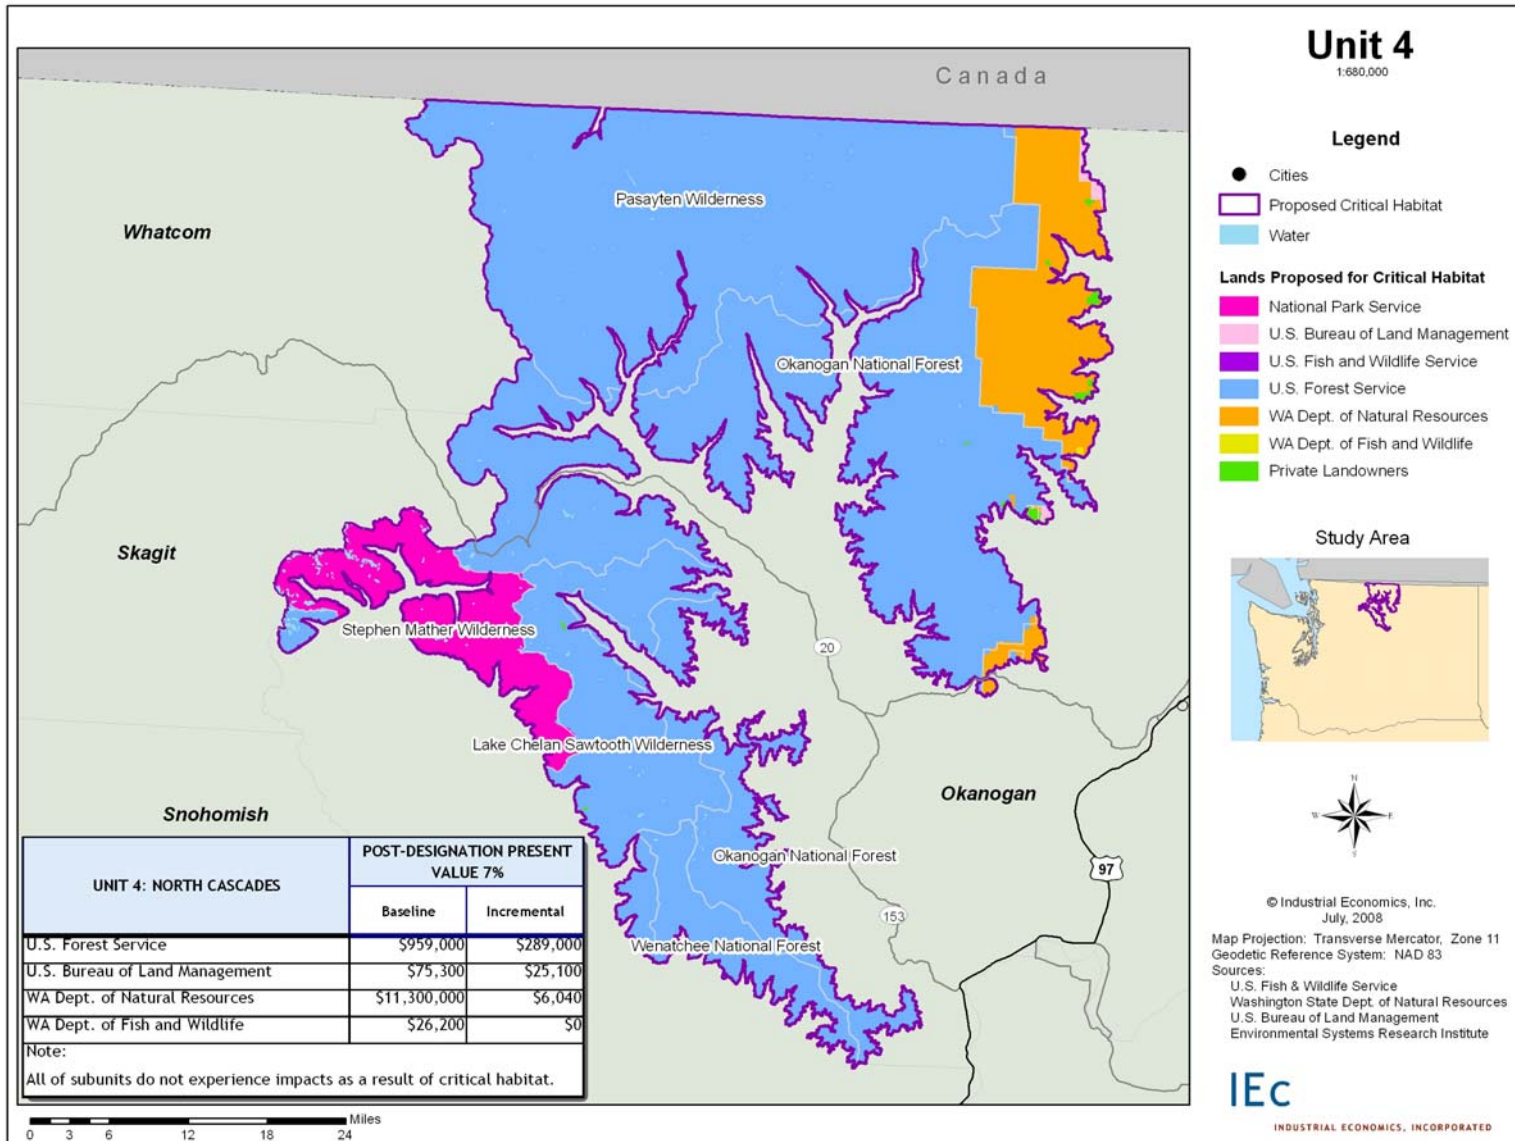 Unit 4
1:680,000
Canada
Pasayten Wilderness
Whatcom
Okanogan National Forest
Skagit
Stephen Mather Wilderness
20
Lake Chelan Sawtooth Wilderness
Okanogan
Snohomish
Okanogan National Forest
97
153
Wenatchee National Forest
Legend
Cities
Proposed Critical Habitat
Water
Lands Proposed for Critical Habitat
National Park Service
U.S. Bureau of Land Management
U.S. Fish and Wildlife Service
U.S. Forest Service
WA Dept. of Natural Resources
WA Dept. of Fish and Wildlife
Private Landowners
Study Area
N
W E
S
UNIT 4: NORTH CASCADES
POST-DESIGNATION PRESENT
VALUE 7%
Baseline Incremental
U.S. Forest Service $959,000 $289,000
U.S. Bureau of Land Management $75,300 $25,100
WA Dept. of Natural Resources $11,300,000 $6,040
WA Dept. of Fish and Wildlife $26,200 $0
Note:
All of subunits do not experience impacts as a result of critical habitat.
Miles
0 3 6 12 18 24
© Industrial Economics, Inc.
July, 2008
Map Projection: Transverse Mercator, Zone 11
Geodetic Reference System: NAD 83
Sources:
U.S. Fish & Wildlife Service
Washington State Dept. of Natural Resources
U.S. Bureau of Land Management
Environmental Systems Research Institute
IEc
INDUSTRIAL ECONOMICS, INCORPORATED